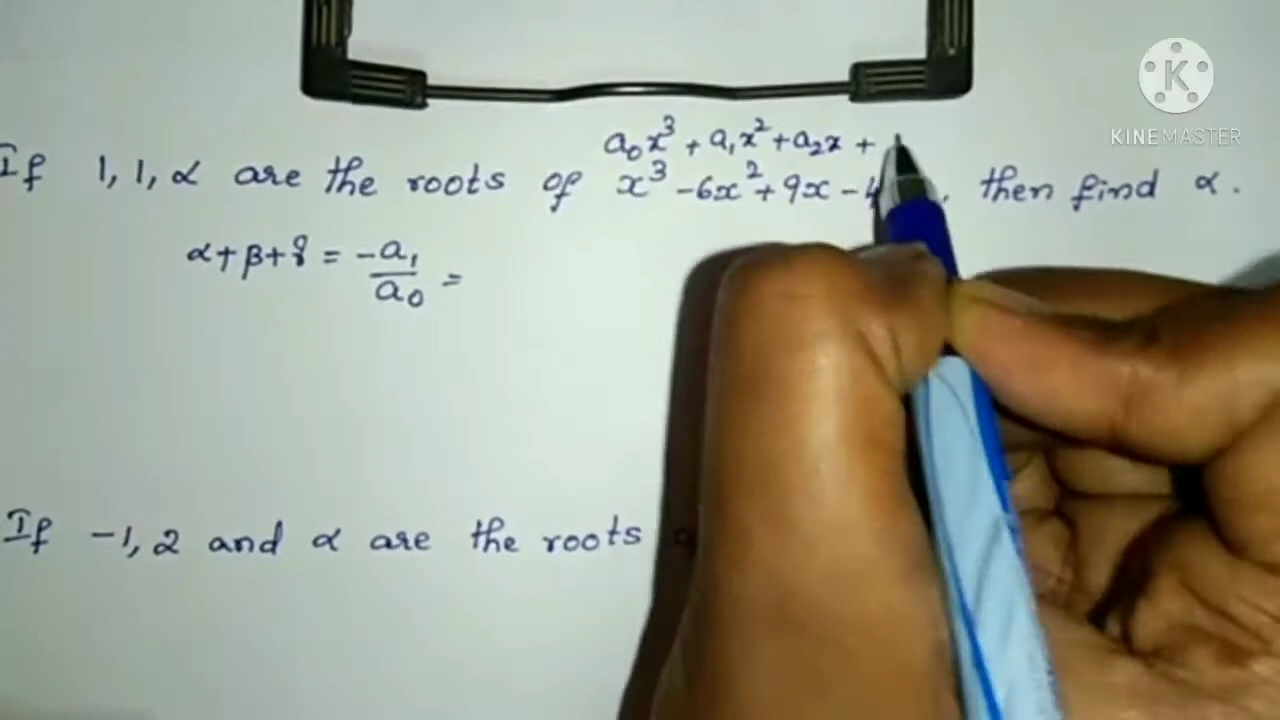 KINEMASTER
a₀x³ + a₁x² + a₂x +
If 1, 1, α are the roots of x³ - 6x² + 9x - 4 , then find α.
α + β + γ = -a₁/a₀ =
If -1, 2 and α are the roots